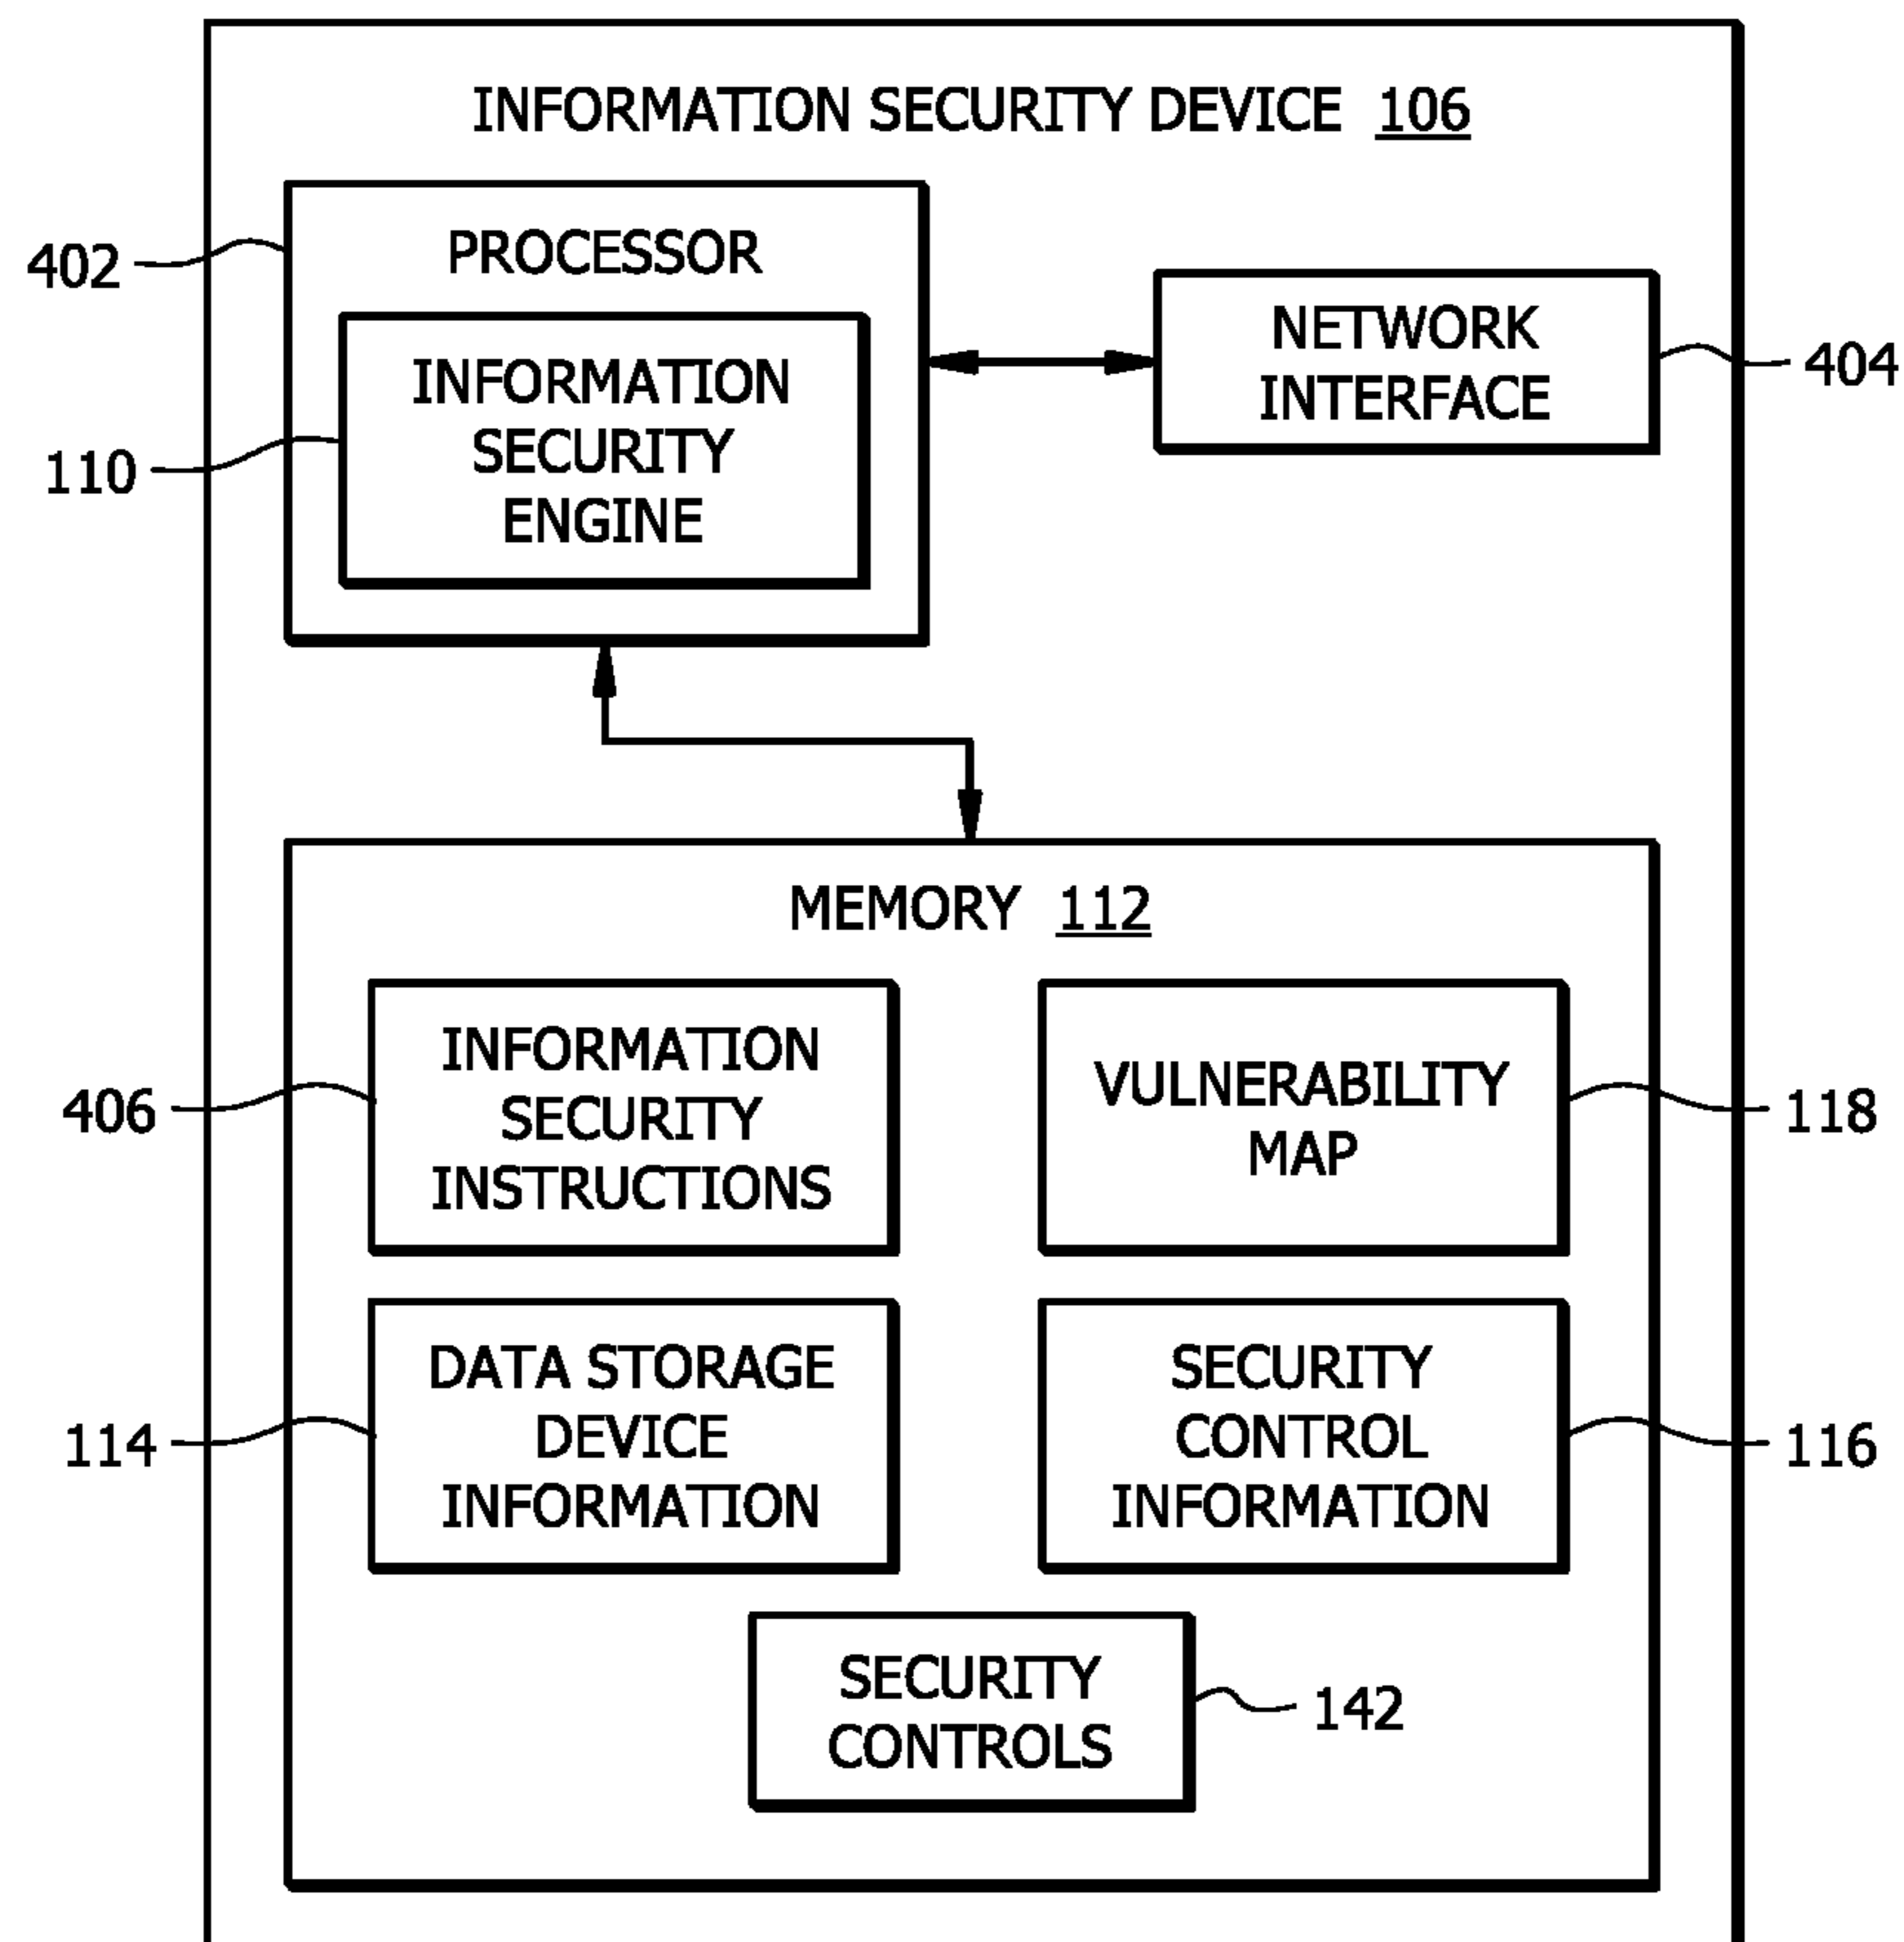 INFORMATION SECURITY DEVICE 106
402
PROCESSOR
INFORMATION
SECURITY
ENGINE
110
NETWORK
INTERFACE
404
MEMORY 112
INFORMATION
SECURITY
INSTRUCTIONS
406
VULNERABILITY
MAP
118
DATA STORAGE
DEVICE
INFORMATION
114
SECURITY
CONTROL
INFORMATION
116
SECURITY
CONTROLS
142